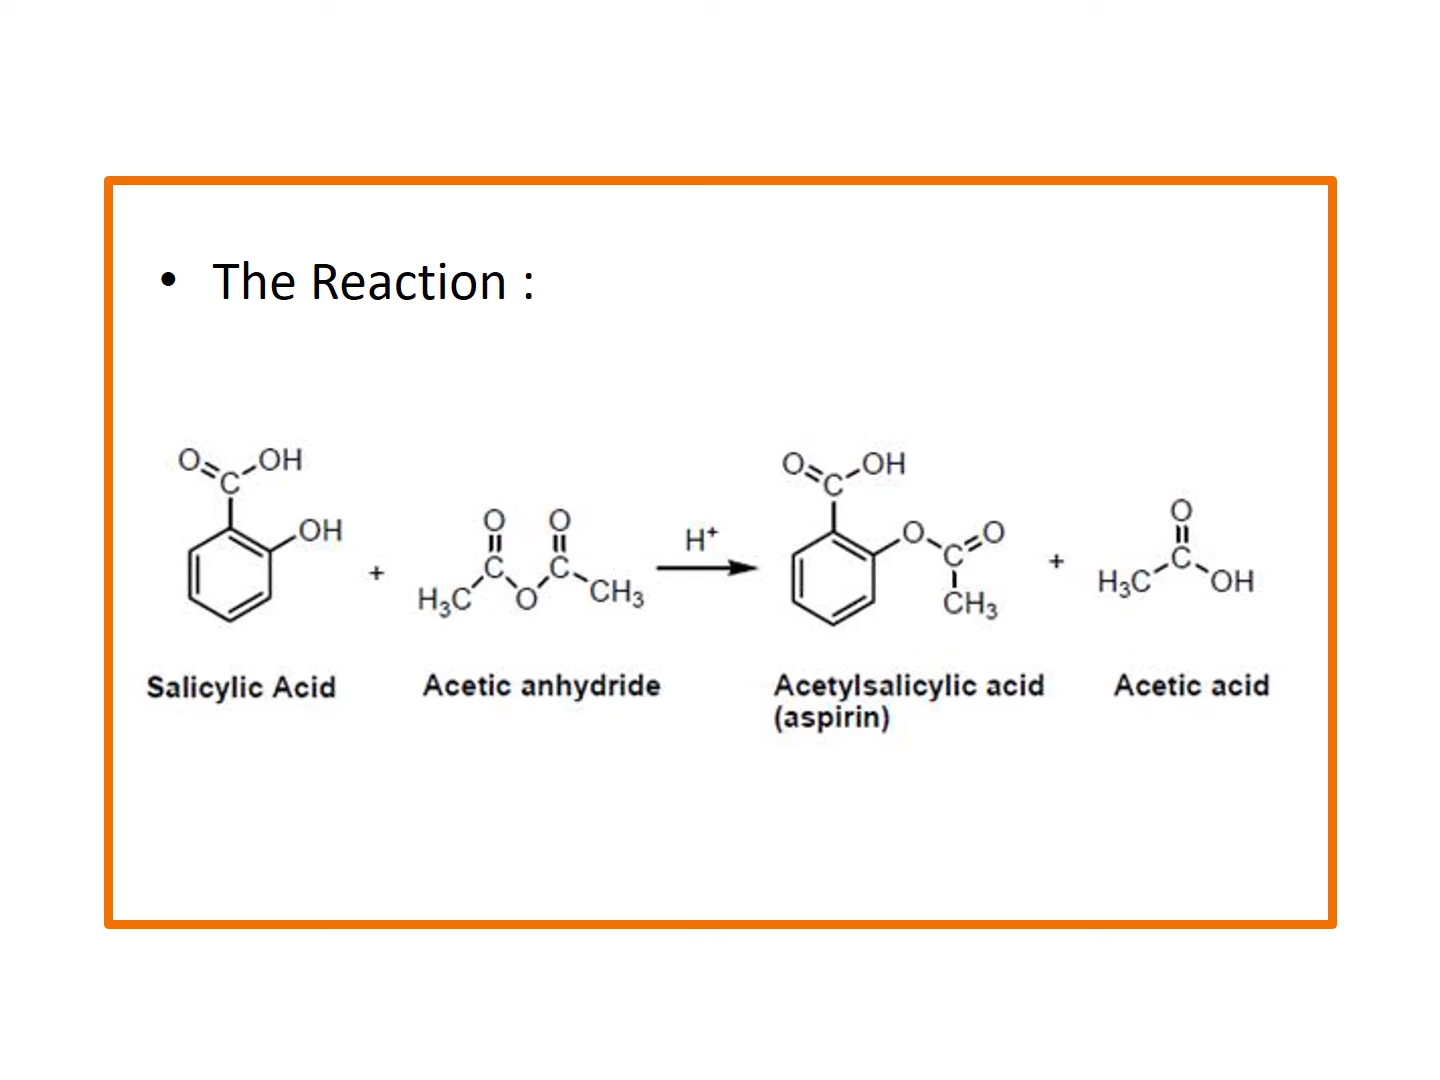 • The Reaction :
O C OH
OH
+
O O
C C
H₃C O CH₃
H⁺
O C OH
O C O
CH₃
+
O
C
H₃C OH
Salicylic Acid
Acetic anhydride
Acetylsalicylic acid
(aspirin)
Acetic acid